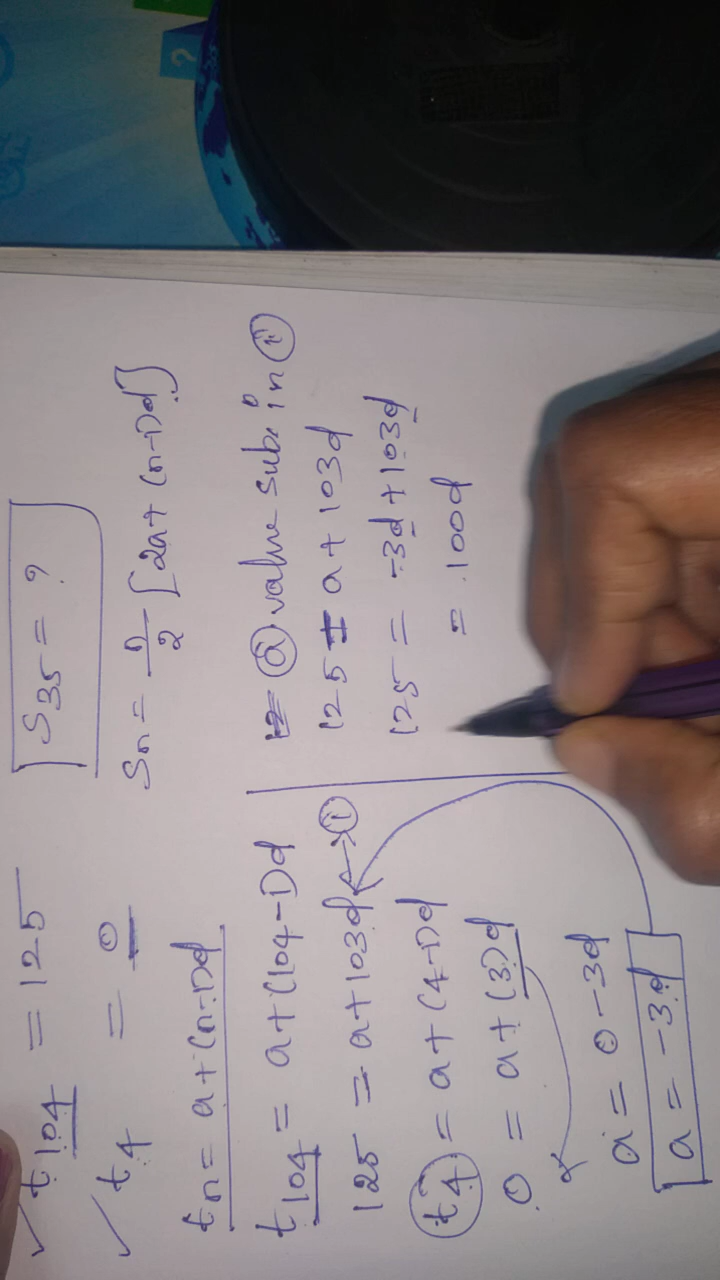 t104 = 125
t4 = 0
S35 = ?
Sn = n/2 [2a + (n-1)d]
tn = a + (n-1)d
t104 = a + (104-1)d
125 = a + 103d → ①
t4 = a + (4-1)d
0 = a + (3)d
a = 0 - 3d
a = -3d
ⓐ value sub. in ①
125 = a + 103d
125 = -3d + 103d
= 100d